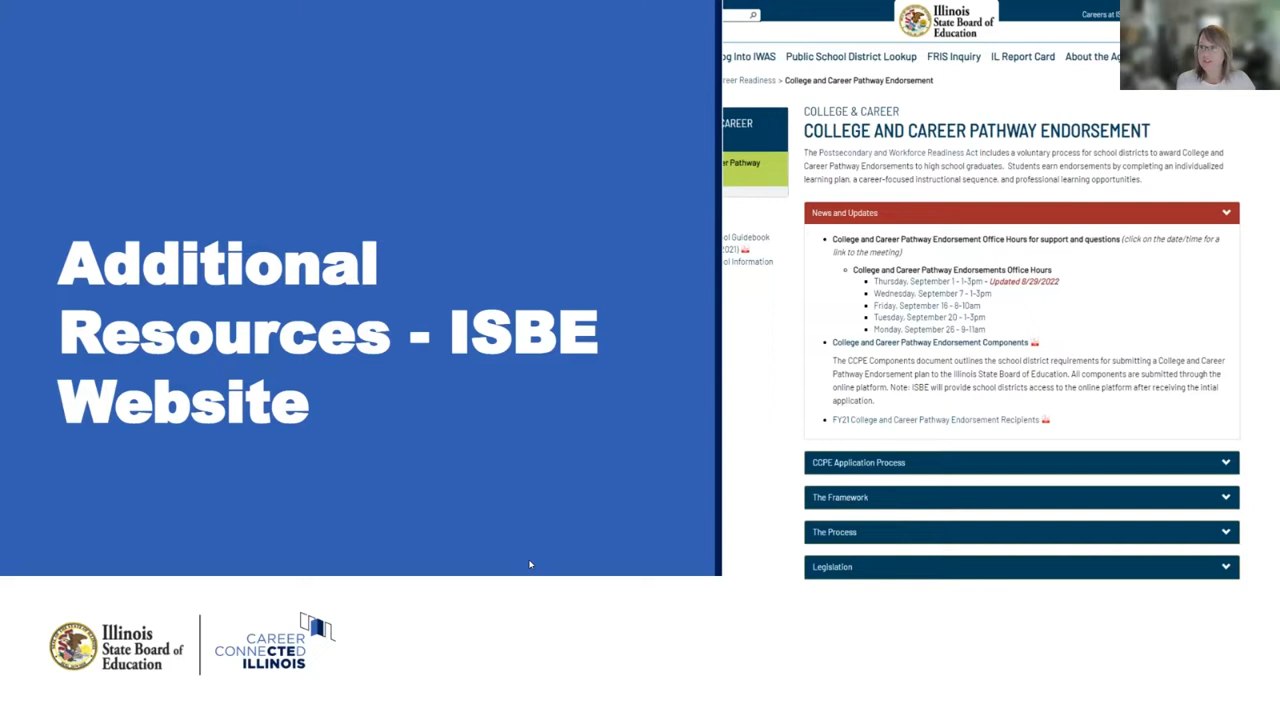 Additional
Resources - ISBE
Website
Illinois
State Board of
Education
Careers at
Into IWAS
Public School District Lookup
FRIS Inquiry
IL Report Card
About the
Readiness > College and Career Pathway Endorsement
CAREER
Pathway
Guidebook
2021)
Information
COLLEGE & CAREER
COLLEGE AND CAREER PATHWAY ENDORSEMENT
The Postsecondary and Workforce Readiness Act includes a voluntary process for school districts to award College and
Career Pathway Endorsements to high school graduates. Students earn endorsements by completing an individualized
learning plan, a career-focused instructional sequence, and professional learning opportunities.
News and Updates
College and Career Pathway Endorsement Office Hours for support and questions (click on the date/time for a
link to the meeting)
College and Career Pathway Endorsements Office Hours
Thursday, September 1 - 1-3pm - Updated 8/29/2022
Wednesday, September 7 - 1-3pm
Friday, September 16 - 8-10am
Tuesday, September 20 - 1-3pm
Monday, September 26 - 9-11am
College and Career Pathway Endorsement Components
The CCPE Components document outlines the school district requirements for submitting a College and Career
Pathway Endorsement plan to the Illinois State Board of Education. All components are submitted through the
online platform. Note: ISBE will provide school districts access to the online platform after receiving the intial
application.
FY21 College and Career Pathway Endorsement Recipients
CCPE Application Process
The Framework
The Process
Legislation
Illinois
State Board of
Education
CAREER
CONNECTED
ILLINOIS